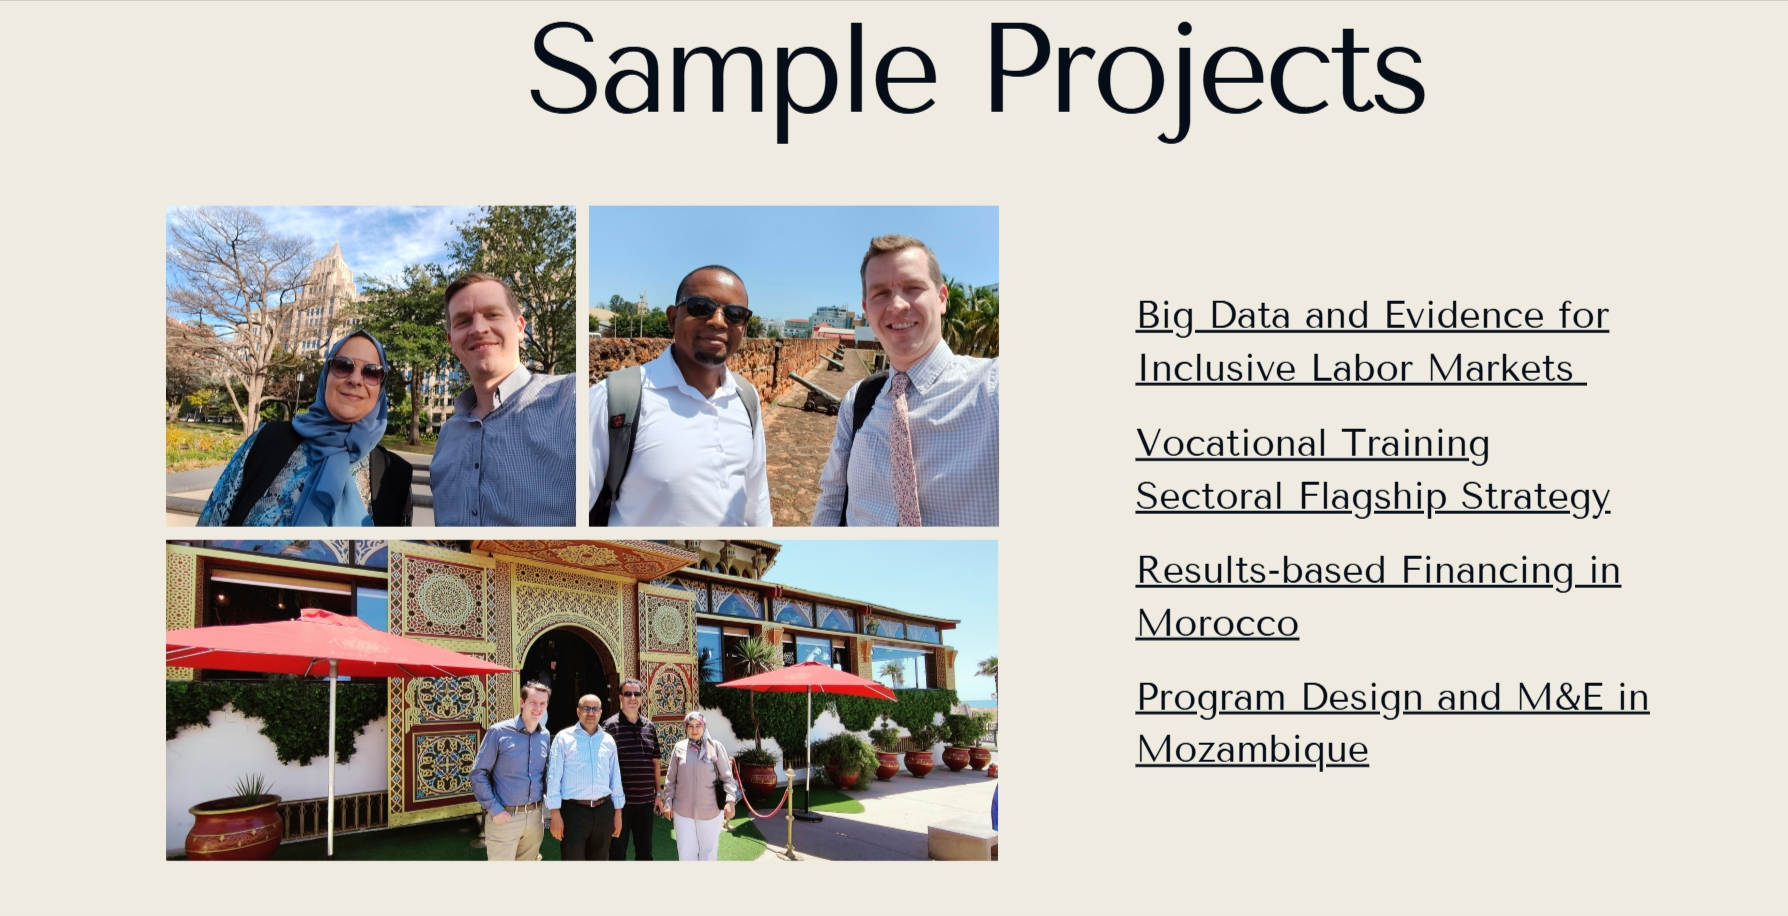 Sample Projects
Big Data and Evidence for
Inclusive Labor Markets
Vocational Training
Sectoral Flagship Strategy
Results-based Financing in
Morocco
Program Design and M&E in
Mozambique